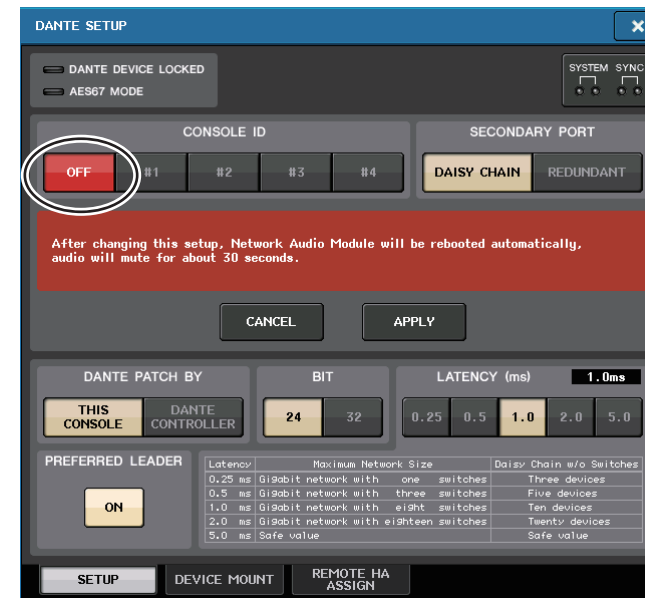 DANTE SETUP
DANTE DEVICE LOCKED
AES67 MODE
SYSTEM SYNC
CONSOLE ID
OFF #1 #2 #3 #4
SECONDARY PORT
DAISY CHAIN REDUNDANT
After changing this setup, Network Audio Module will be rebooted automatically,
audio will mute for about 30 seconds.
CANCEL APPLY
DANTE PATCH BY
THIS CONSOLE DANTE CONTROLLER
BIT
24 32
LATENCY (ms) 1.0ms
0.25 0.5 1.0 2.0 5.0
PREFERRED LEADER
ON
Latency Maximum Network Size Daisy Chain w/o Switches
0.25 ms Gigabit network with one switches Three devices
0.5 ms Gigabit network with three switches Five devices
1.0 ms Gigabit network with eight switches Ten devices
2.0 ms Gigabit network with eighteen switches Twenty devices
5.0 ms Safe value Safe value
SETUP DEVICE MOUNT REMOTE HA ASSIGN